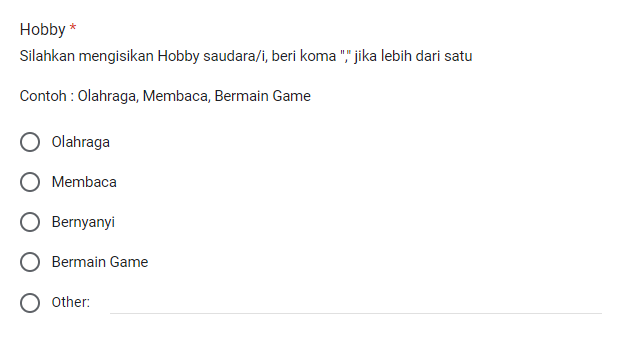 Hobby *
Silahkan mengisikan Hobby saudara/i, beri koma "," jika lebih dari satu
Contoh : Olahraga, Membaca, Bermain Game
Olahraga
Membaca
Bernyanyi
Bermain Game
Other: